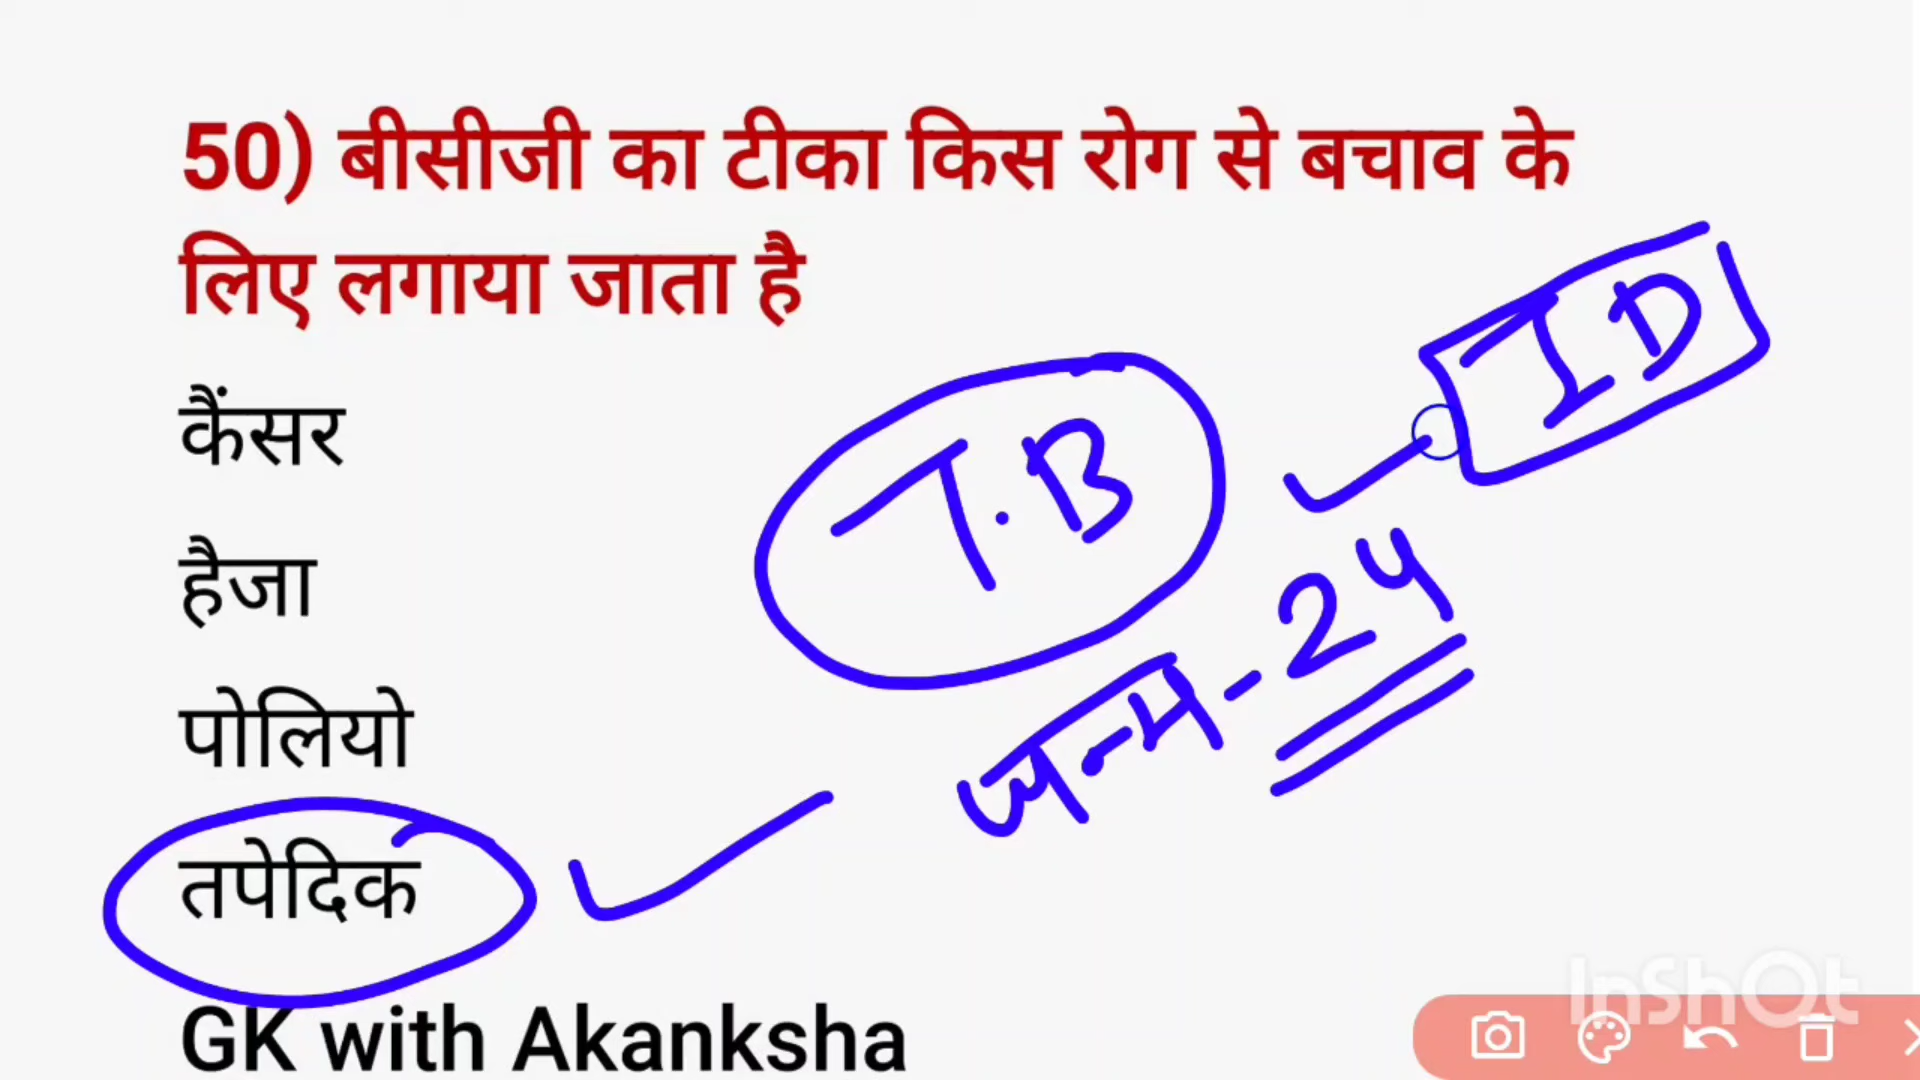 50) बीसीजी का टीका किस रोग से बचाव के
लिए लगाया जाता है
ID
कैंसर
T.B
हैजा
जन्म-24
पोलियो
तपेदिक
GK with Akanksha
InShOt